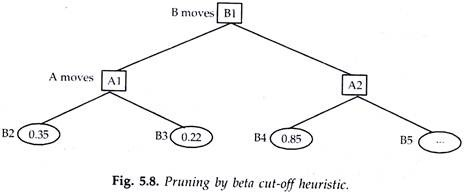 B moves B1
A moves A1
A2
B2 0.35
B3 0.22
B4 0.85
B5 ...
Fig. 5.8. Pruning by beta cut-off heuristic.